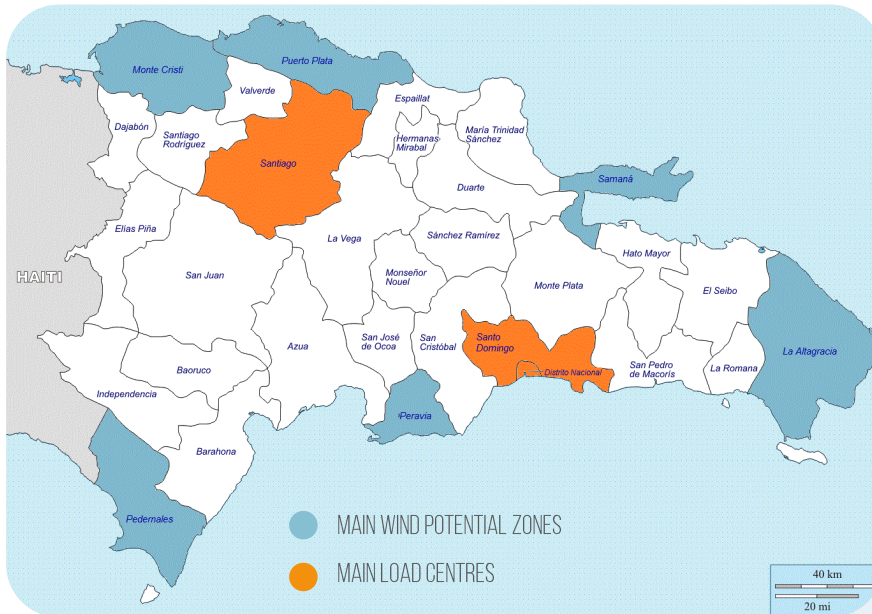 Monte Cristi
Puerto Plata
Valverde
Espaillat
Dajabón
Santiago
Rodríguez
Hermanas
Mirabal
María Trinidad
Sánchez
Santiago
Samaná
Duarte
Elías Piña
La Vega
Sánchez Ramírez
Hato Mayor
HAITI
San Juan
Monseñor
Nouel
Monte Plata
El Seibo
Azua
San José
de Ocoa
San
Cristóbal
Santo
Domingo
La Altagracia
Baoruco
Distrito Nacional
San Pedro
de Macorís
La Romana
Independencia
Peravia
Barahona
Pedernales
MAIN WIND POTENTIAL ZONES
MAIN LOAD CENTRES
40 km
20 mi